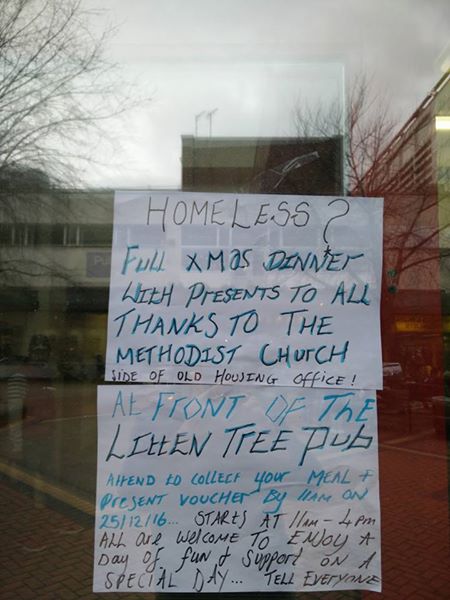 HOMELESS?
FULL XMAS DINNER
WITH PRESENTS TO ALL
THANKS TO THE
METHODIST CHURCH
SIDE OF OLD HOUSING OFFICE!
AT FRONT OF THE
LITTEN TREE PUB
ATTEND to collect your MEAL +
PRESENT VOUCHER By 11AM ON
25/12/16... STARTS AT 11am - 4pm
ALL are WELCOME TO ENJOY A
Day OF fun & Support ON A
SPECIAL DAY... TELL EVERYONE